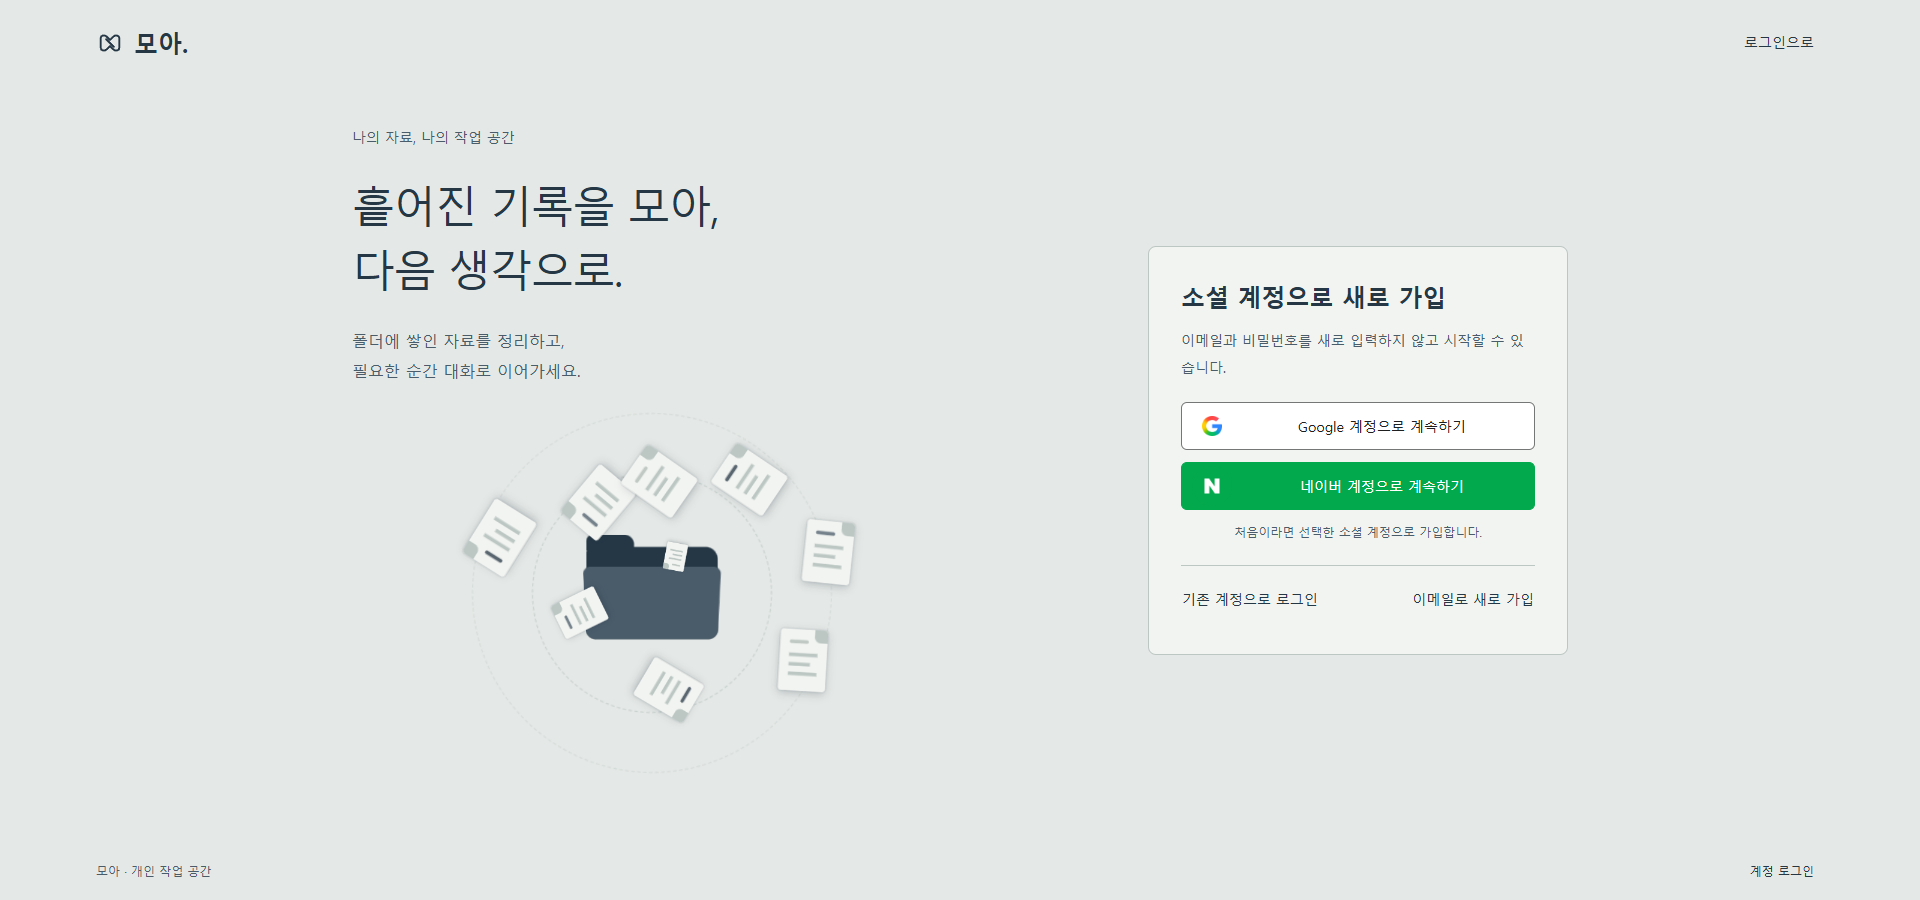 모아.
로그인으로
나의 자료, 나의 작업 공간
흩어진 기록을 모아,
다음 생각으로.
폴더에 쌓인 자료를 정리하고,
필요한 순간 대화로 이어가세요.
소셜 계정으로 새로 가입
이메일과 비밀번호를 새로 입력하지 않고 시작할 수 있
습니다.
Google 계정으로 계속하기
네이버 계정으로 계속하기
처음이라면 선택한 소셜 계정으로 가입합니다.
기존 계정으로 로그인
이메일로 새로 가입
모아 · 개인 작업 공간
계정 로그인